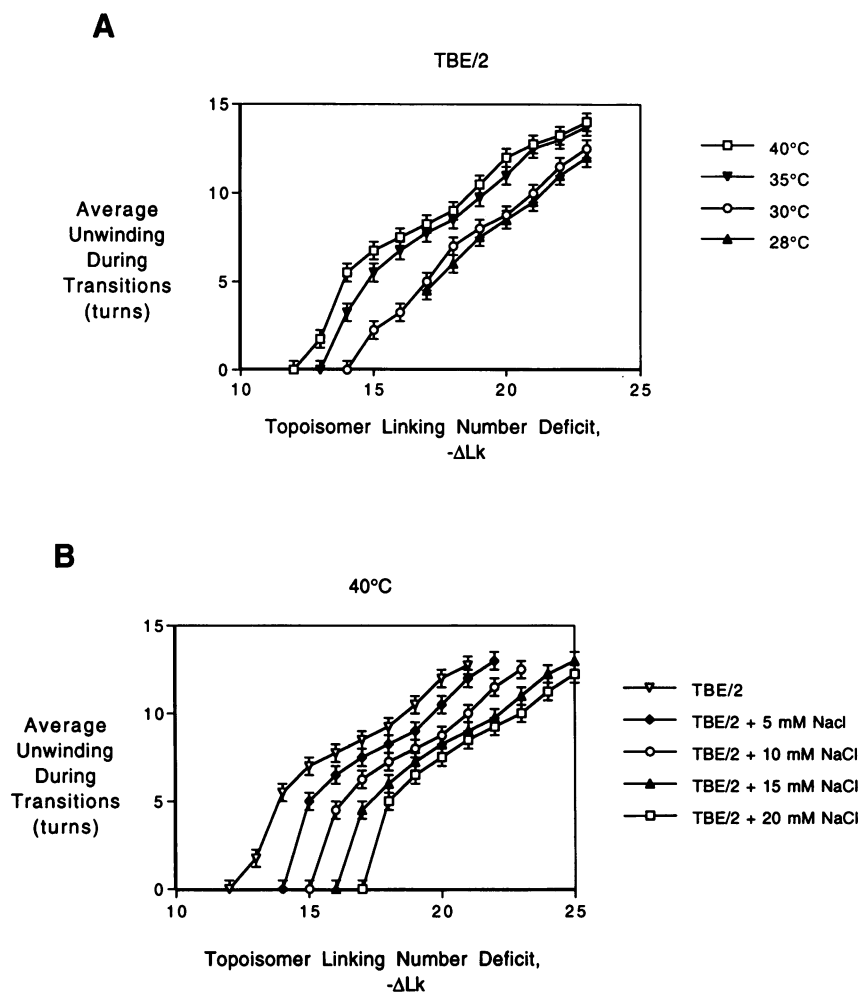 A
TBE/2
15
10
5
0
Average
Unwinding
During
Transitions
(turns)
10 15 20 25
Topoisomer Linking Number Deficit,
-ΔLk
40°C
35°C
30°C
28°C
B
40°C
15
10
5
0
Average
Unwinding
During
Transitions
(turns)
10 15 20 25
Topoisomer Linking Number Deficit,
-ΔLk
TBE/2
TBE/2 + 5 mM Nacl
TBE/2 + 10 mM NaCl
TBE/2 + 15 mM NaCl
TBE/2 + 20 mM NaCl